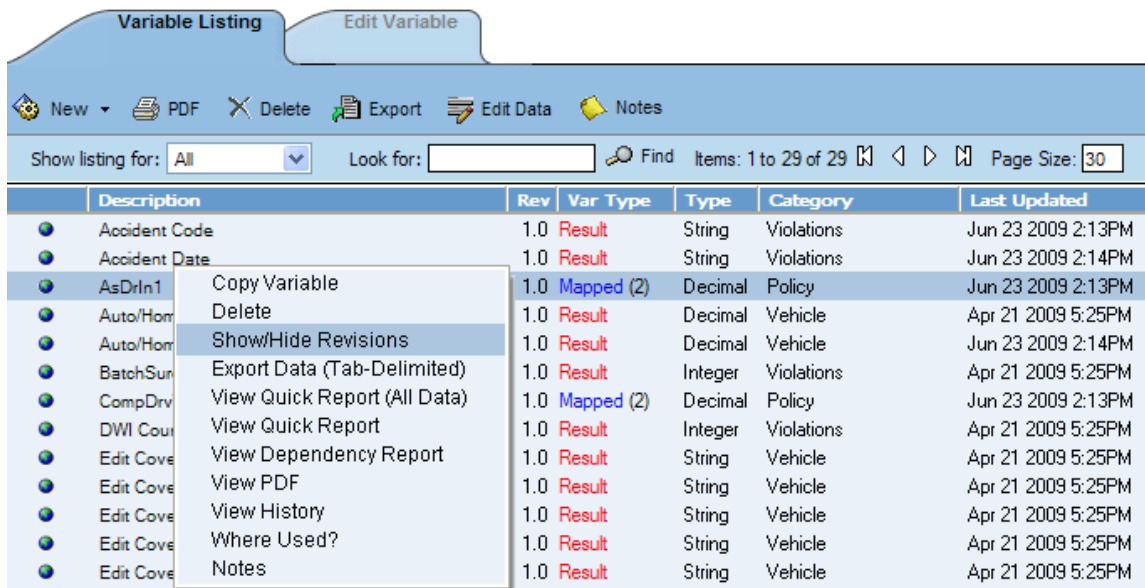 Variable Listing Edit Variable
New PDF Delete Export Edit Data Notes
Show listing for: All Look for: Find Items: 1 to 29 of 29 Page Size: 30
Description Rev Var Type Type Category Last Updated
Accident Code 1.0 Result String Violations Jun 23 2009 2:13PM
Accident Date 1.0 Result String Violations Jun 23 2009 2:14PM
AsDrIn1 1.0 Mapped (2) Decimal Policy Jun 23 2009 2:13PM
Auto/Hom 1.0 Result Decimal Vehicle Apr 21 2009 5:25PM
Auto/Hom 1.0 Result Decimal Vehicle Jun 23 2009 2:14PM
BatchSur 1.0 Result Integer Violations Apr 21 2009 5:25PM
CompDrv 1.0 Mapped (2) Decimal Policy Jun 23 2009 2:13PM
DWI Cour 1.0 Result Integer Violations Apr 21 2009 5:25PM
Edit Cove 1.0 Result String Vehicle Apr 21 2009 5:25PM
Edit Cove 1.0 Result String Vehicle Apr 21 2009 5:25PM
Edit Cove 1.0 Result String Vehicle Apr 21 2009 5:25PM
Edit Cove 1.0 Result String Vehicle Apr 21 2009 5:25PM
Edit Cove 1.0 Result String Vehicle Apr 21 2009 5:25PM
Copy Variable
Delete
Show/Hide Revisions
Export Data (Tab-Delimited)
View Quick Report (All Data)
View Quick Report
View Dependency Report
View PDF
View History
Where Used?
Notes